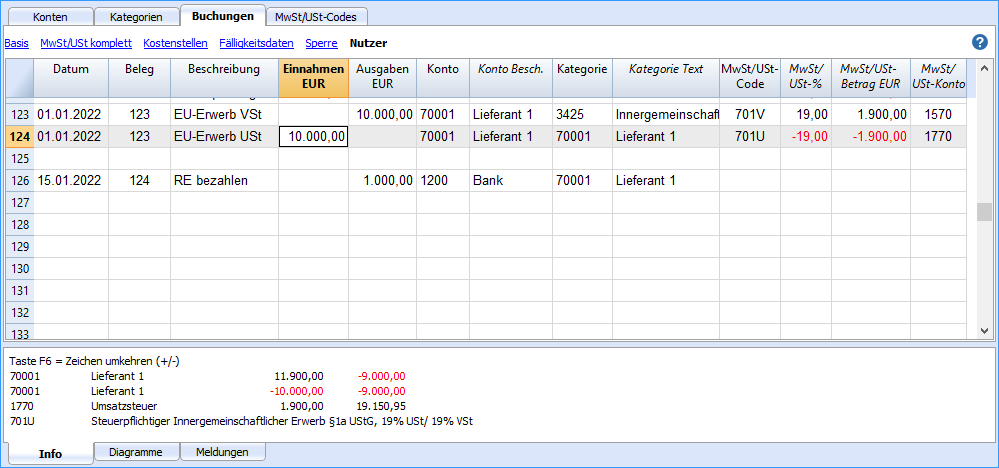 Konten Kategorien Buchungen MwSt/USt-Codes
Basis MwSt/USt komplett Kostenstellen Fälligkeitsdaten Sperre Nutzer ?
Datum Beleg Beschreibung Einnahmen EUR Ausgaben EUR Konto Konto Besch. Kategorie Kategorie Text MwSt/USt-Code MwSt/USt-% MwSt/USt-Betrag EUR MwSt/USt-Konto
123 01.01.2022 123 EU-Erwerb VSt 10.000,00 70001 Lieferant 1 3425 Innergemeinschaf 701V 19,00 1.900,00 1570
124 01.01.2022 123 EU-Erwerb USt 10.000,00 70001 Lieferant 1 70001 Lieferant 1 701U -19,00 -1.900,00 1770
125
126 15.01.2022 124 RE bezahlen 1.000,00 1200 Bank 70001 Lieferant 1
127
128
129
130
131
132
133
Taste F6 = Zeichen umkehren (+/-)
70001 Lieferant 1 11.900,00 -9.000,00
70001 Lieferant 1 -10.000,00 -9.000,00
1770 Umsatzsteuer 1.900,00 19.150,95
701U Steuerpflichtiger Innergemeinschaftlicher Erwerb §1a UStG, 19% USt/ 19% VSt
Info Diagramme Meldungen